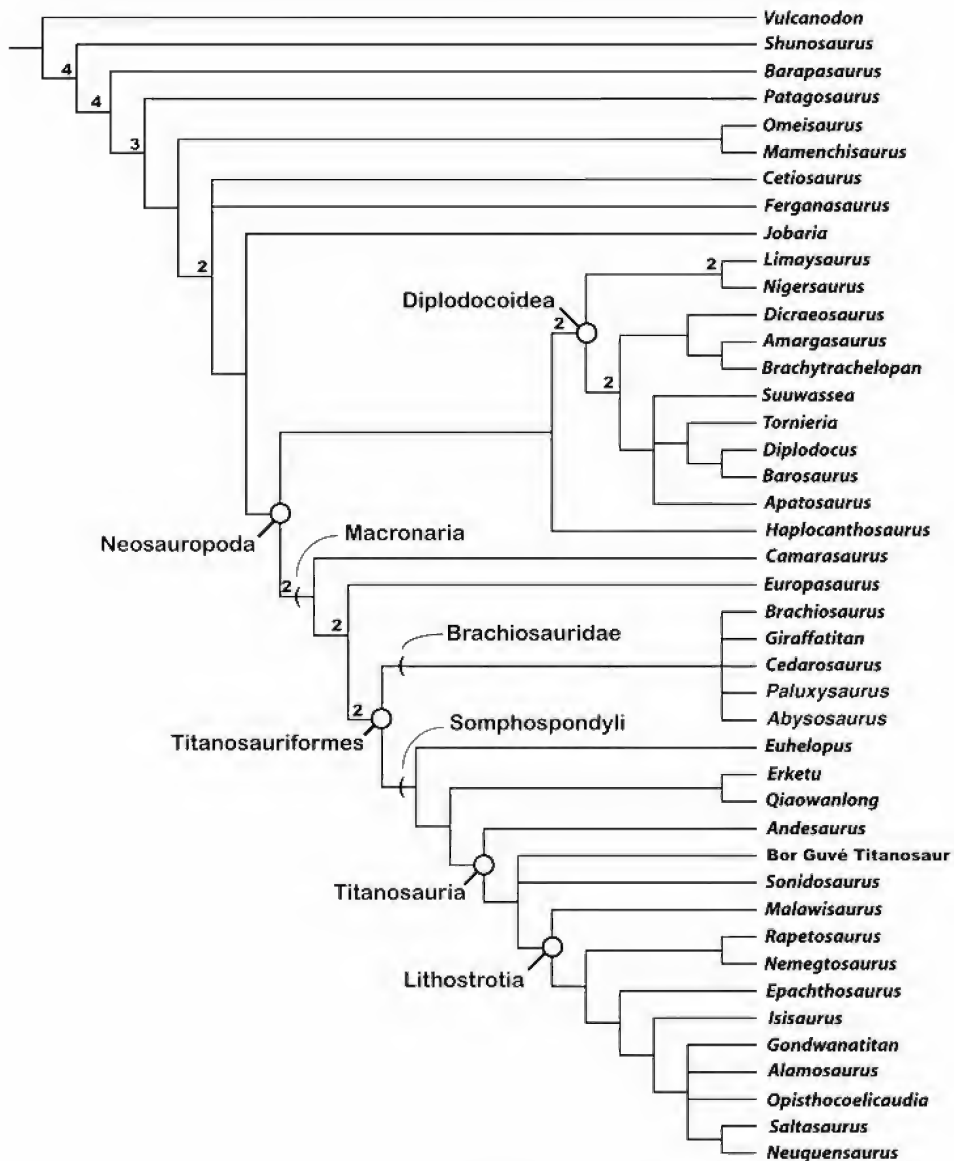 Vulcanodon
Shunosaurus
4
Barapasaurus
4
Patagosaurus
3
Omeisaurus
Mamenchisaurus
Cetiosaurus
Ferganasaurus
2
Jobaria
Limaysaurus
2
Nigersaurus
Diplodocoidea
2
Dicraeosaurus
Amargasaurus
Brachytrachelopan
2
Suuwassea
Tornieria
Diplodocus
Barosaurus
Apatosaurus
Haplocanthosaurus
Neosauropoda
Macronaria
2
Camarasaurus
Europasaurus
2
Brachiosauridae
Brachiosaurus
Giraffatitan
Cedarosaurus
Paluxysaurus
Abysosaurus
2
Titanosauriformes
Somphospondyli
Euhelopus
Erketu
Qiaowanlong
Andesaurus
Titanosauria
Bor Guvé Titanosaur
Sonidosaurus
Malawisaurus
Lithostrotia
Rapetosaurus
Nemegtosaurus
Epachthosaurus
Isisaurus
Gondwanatitan
Alamosaurus
Opisthocoelicaudia
Saltasaurus
Neuquensaurus